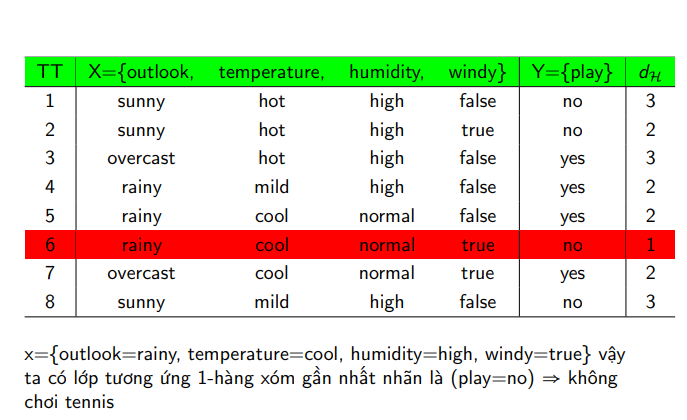 TT X={outlook, temperature, humidity, windy} Y={play} d_ℋ
1 sunny hot high false no 3
2 sunny hot high true no 2
3 overcast hot high false yes 3
4 rainy mild high false yes 2
5 rainy cool normal false yes 2
6 rainy cool normal true no 1
7 overcast cool normal true yes 2
8 sunny mild high false no 3
x={outlook=rainy, temperature=cool, humidity=high, windy=true} vậy
ta có lớp tương ứng 1-hàng xóm gần nhất nhãn là (play=no) ⇒ không
chơi tennis